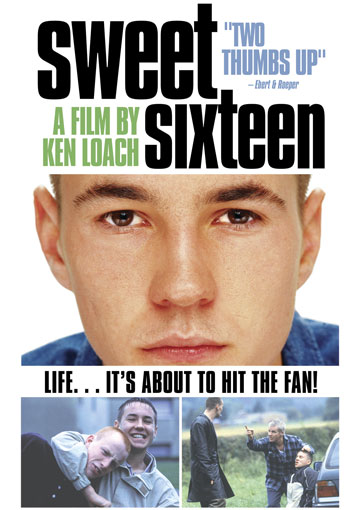 sweet
sixteen
"TWO
THUMBS UP"
– Ebert & Roeper
A FILM BY
KEN LOACH
LIFE. . . IT'S ABOUT TO HIT THE FAN!